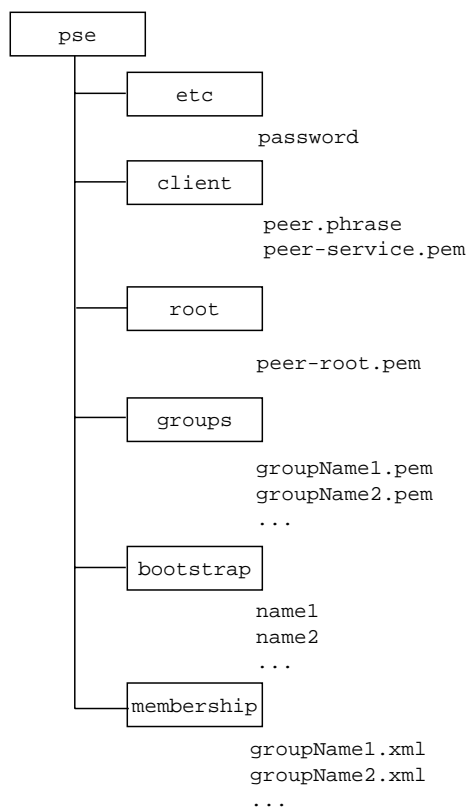 pse
etc
password
client
peer.phrase
peer-service.pem
root
peer-root.pem
groups
groupName1.pem
groupName2.pem
...
bootstrap
name1
name2
...
membership
groupName1.xml
groupName2.xml
...